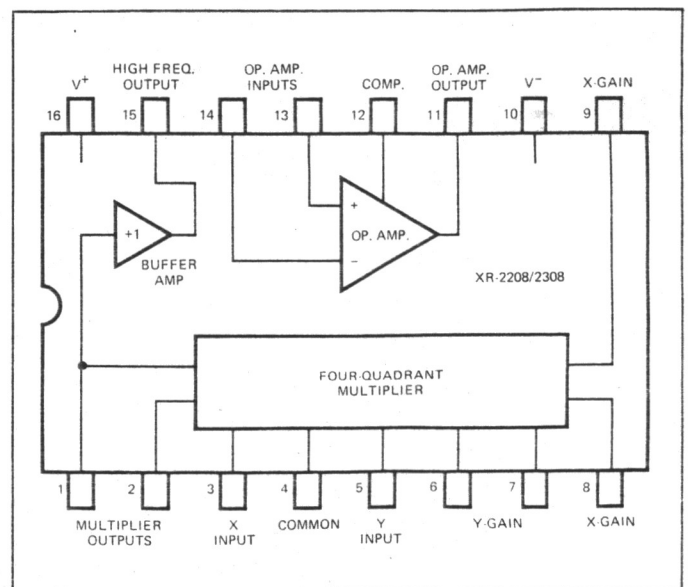 V+
HIGH FREQ.
OUTPUT
OP. AMP.
INPUTS
COMP.
OP. AMP.
OUTPUT
V−
X-GAIN
16
15
14
13
12
11
10
9
+1
BUFFER
AMP
+
OP. AMP.
−
XR-2208/2308
FOUR-QUADRANT
MULTIPLIER
1
2
3
4
5
6
7
8
MULTIPLIER
OUTPUTS
X
INPUT
COMMON
Y
INPUT
Y-GAIN
X-GAIN